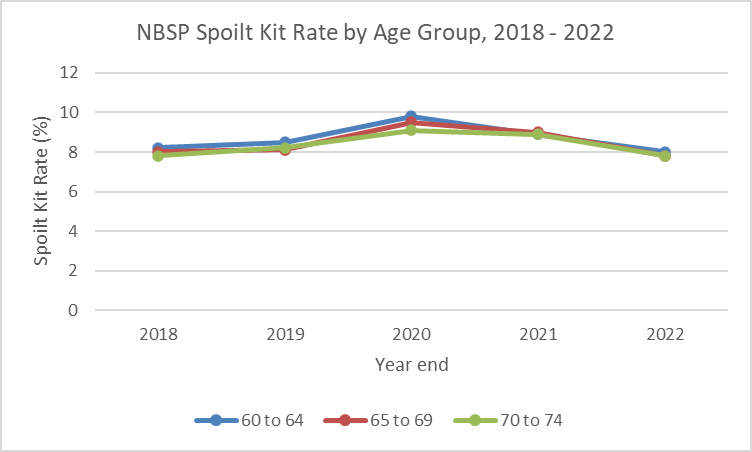 NBSP Spoilt Kit Rate by Age Group, 2018 - 2022
Spoilt Kit Rate (%)
12
10
8
6
4
2
0
2018 2019 2020 2021 2022
Year end
60 to 64 65 to 69 70 to 74